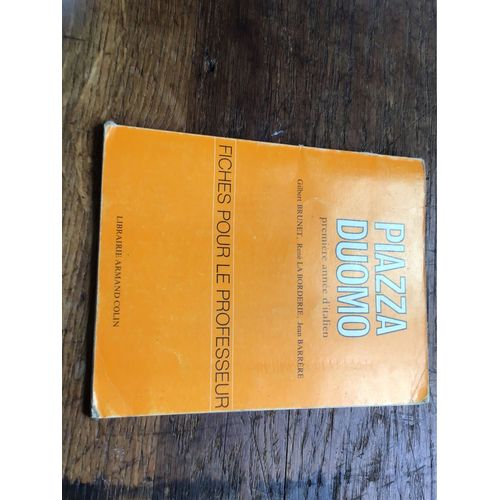 PIAZZA
DUOMO
première année d'italien
Gilbert BRUNET, René LA BORDERIE, Jean BARRÈRE
FICHES POUR LE PROFESSEUR
LIBRAIRIE ARMAND COLIN